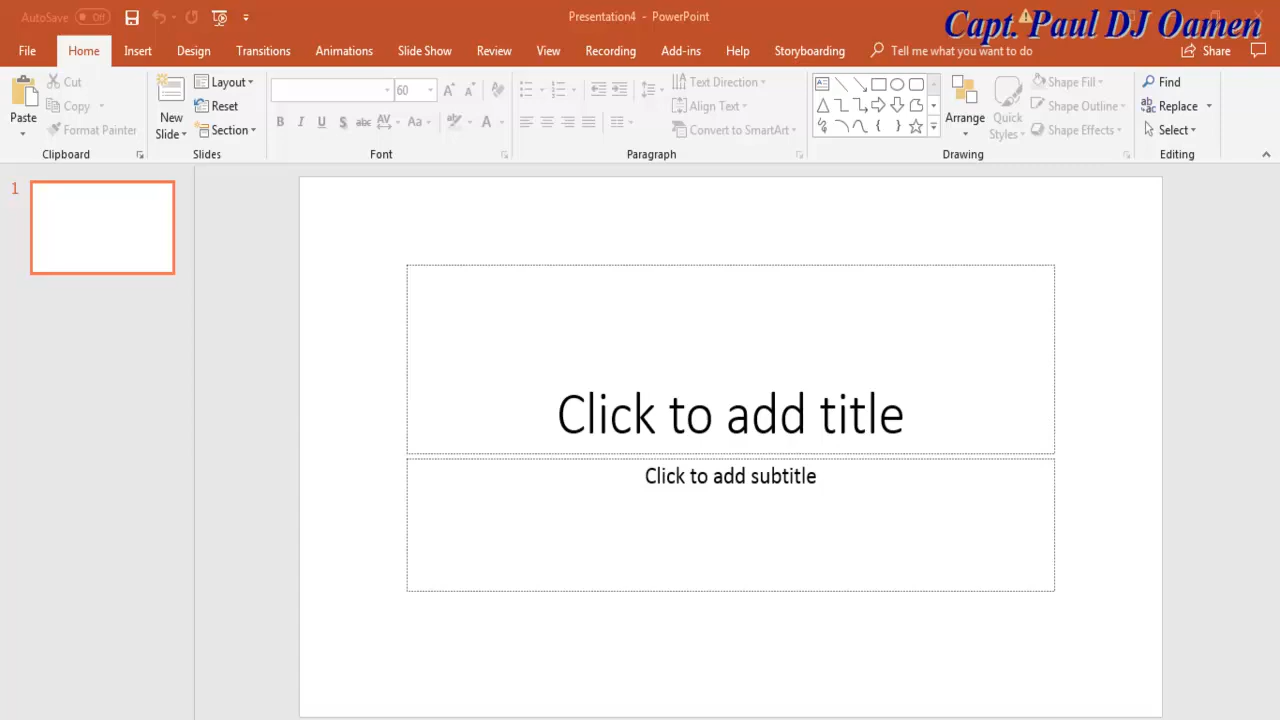 AutoSave Off
Presentation4 - PowerPoint
Capt. Paul DJ Oamen
File Home Insert Design Transitions Animations Slide Show Review View Recording Add-ins Help Storyboarding Tell me what you want to do Share
Paste
Cut
Copy
Format Painter
Clipboard
New Slide
Layout
Reset
Section
Slides
60
B I U S abc AV Aa A
Font
Text Direction
Align Text
Convert to SmartArt
Paragraph
Arrange
Quick Styles
Shape Fill
Shape Outline
Shape Effects
Drawing
Find
Replace
Select
Editing
1
Click to add title
Click to add subtitle